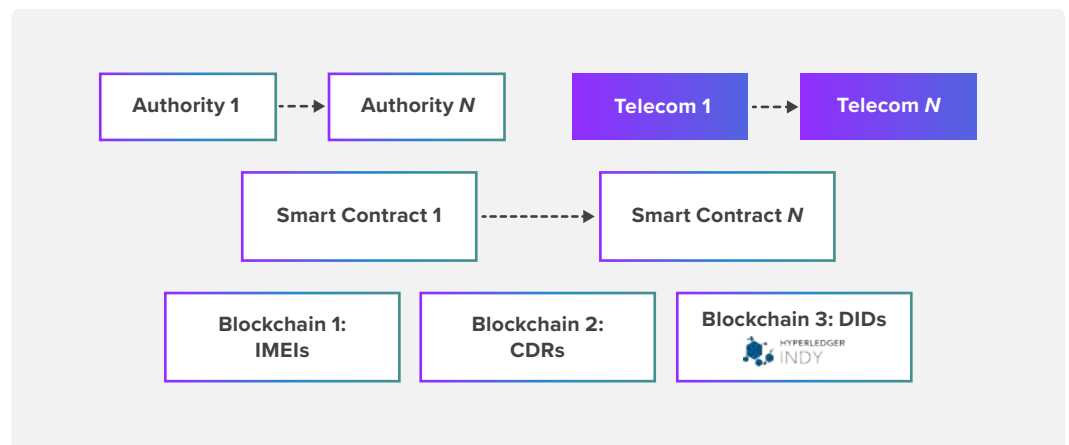 Authority 1
Authority N
Telecom 1
Telecom N
Smart Contract 1
Smart Contract N
Blockchain 1:
IMEIs
Blockchain 2:
CDRs
Blockchain 3: DIDs
HYPERLEDGER
INDY